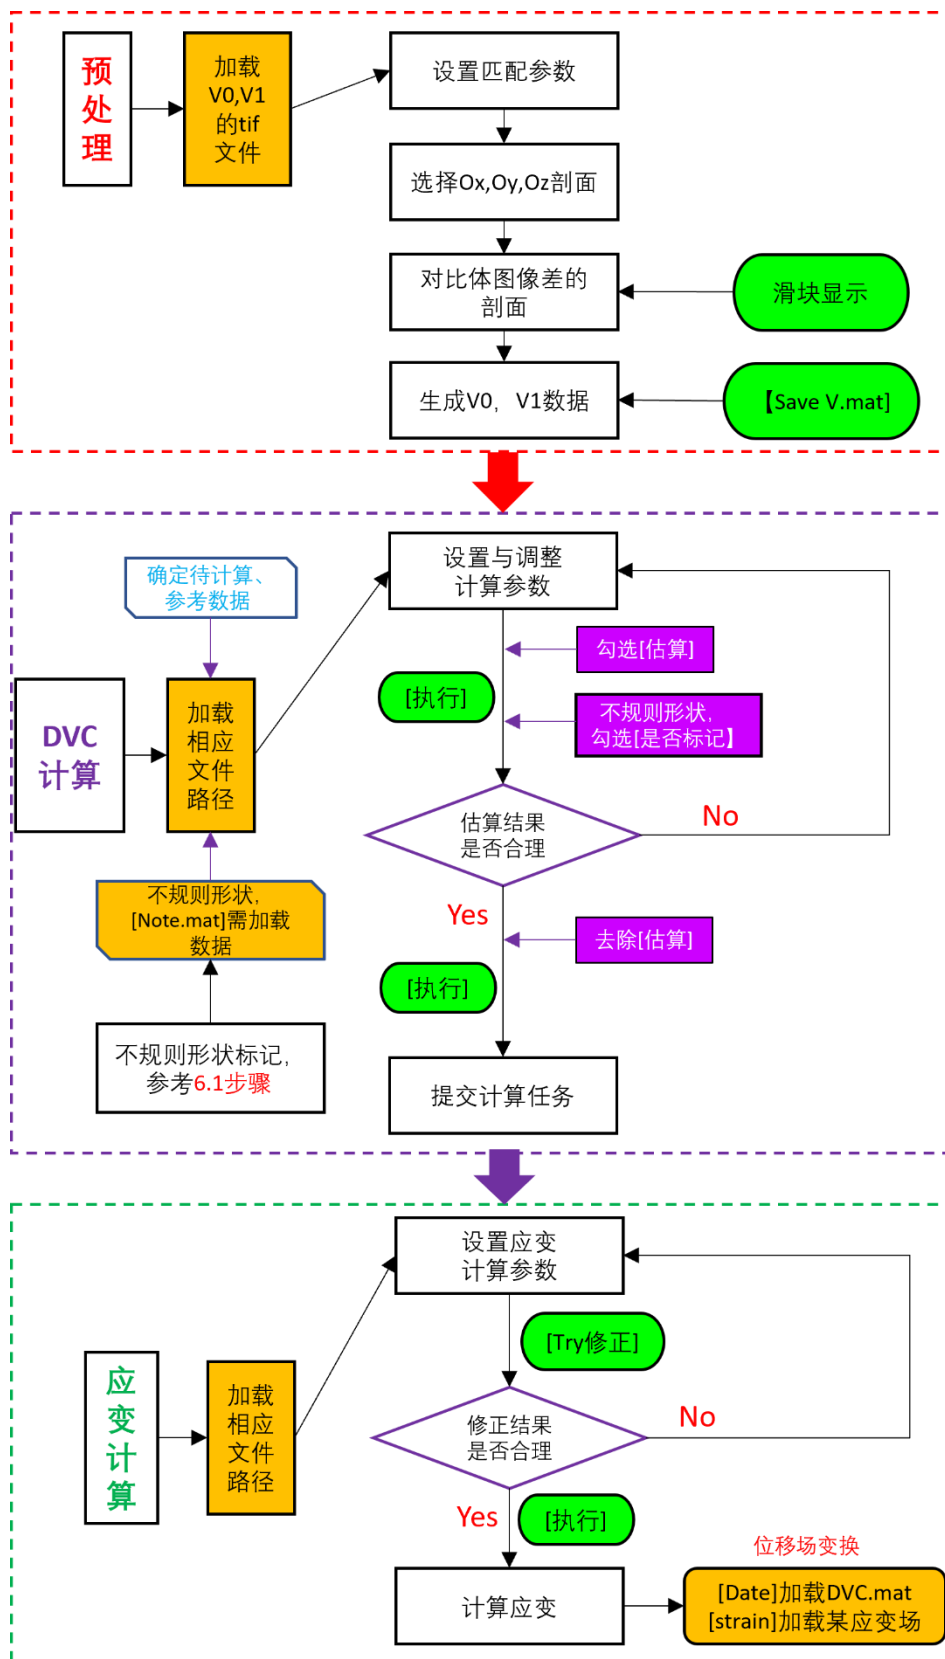 预
处
理
加载
V0,V1
的tif
文件
设置匹配参数
选择Ox,Oy,Oz剖面
对比体图像差的
剖面
滑块显示
生成V0，V1数据
【Save V.mat]
确定待计算、
参考数据
DVC
计算
加载
相应
文件
路径
不规则形状，
[Note.mat]需加载
数据
不规则形状标记，
参考6.1步骤
设置与调整
计算参数
勾选[估算]
[执行]
不规则形状，
勾选[是否标记】
估算结果
是否合理
No
Yes
去除[估算]
[执行]
提交计算任务
应
变
计
算
加载
相应
文件
路径
设置应变
计算参数
[Try修正]
修正结果
是否合理
No
Yes
[执行]
计算应变
位移场变换
[Date]加载DVC.mat
[strain]加载某应变场